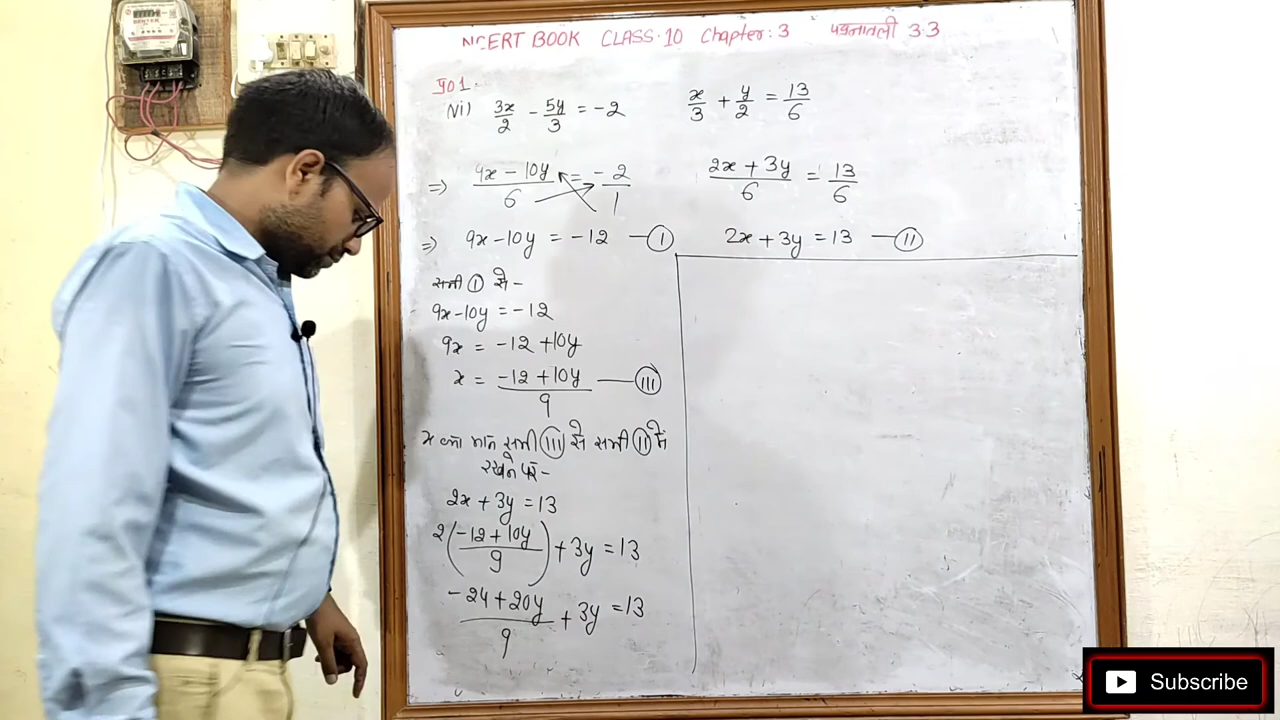 NCERT BOOK CLASS:10 Chapter: 3 प्रश्नावली 3.3
प्र01.
(vi) 3x/2 - 5y/3 = -2    x/3 + y/2 = 13/6
⇒ 9x - 10y/6 = -2/1    2x + 3y/6 = 13/6
⇒ 9x - 10y = -12 — (I)    2x + 3y = 13 — (II)
समी (I) से -
9x - 10y = -12
9x = -12 + 10y
x = -12 + 10y/9 — (III)
x का मान समी (III) से समी (II) में
रखने पर -
2x + 3y = 13
2(-12 + 10y/9) + 3y = 13
-24 + 20y/9 + 3y = 13
Subscribe